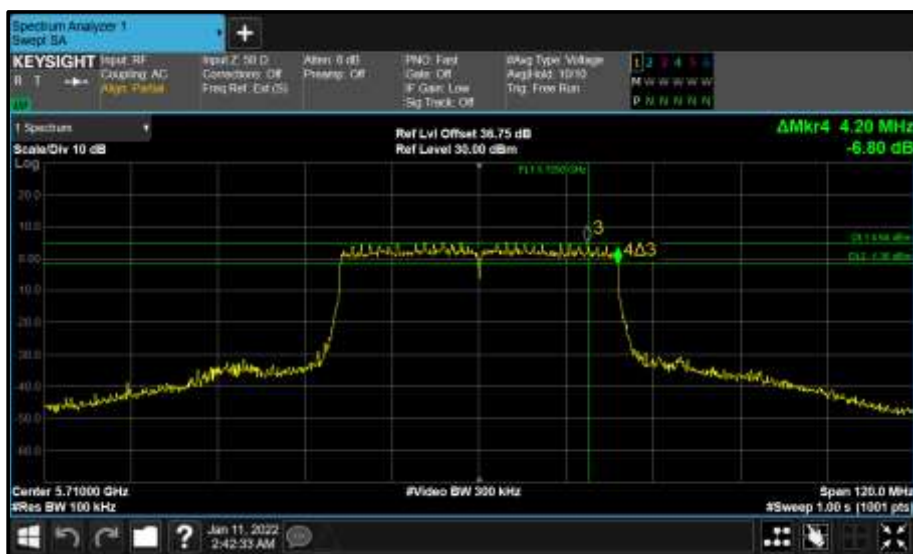 Spectrum Analyzer 1
Swept SA
+
KEYSIGHT Input: RF
R T Coupling: AC
Align: Partial
Input Z: 50 Ω
Corrections: Off
Freq Ref: Ext (S)
Atten: 8 dB
Preamp: Off
PNO: Fast
Gate: Off
IF Gain: Low
Sig Track: Off
#Avg Type: Voltage
Avg|Hold: 10/10
Trig: Free Run
1 2 3 4 5 6
M W W W W W
P N N N N N
1 Spectrum
Scale/Div 10 dB
Ref Lvl Offset 36.75 dB
Ref Level 30.00 dBm
ΔMkr4 4.20 MHz
-6.80 dB
Log
20.0
10.0
0.00
-10.0
-20.0
-30.0
-40.0
-50.0
-60.0
3
4Δ3
Center 5.71000 GHz
#Res BW 100 kHz
#Video BW 300 kHz
Span 120.0 MHz
#Sweep 1.00 s (1001 pts)
?
Jan 11, 2022
2:42:33 AM